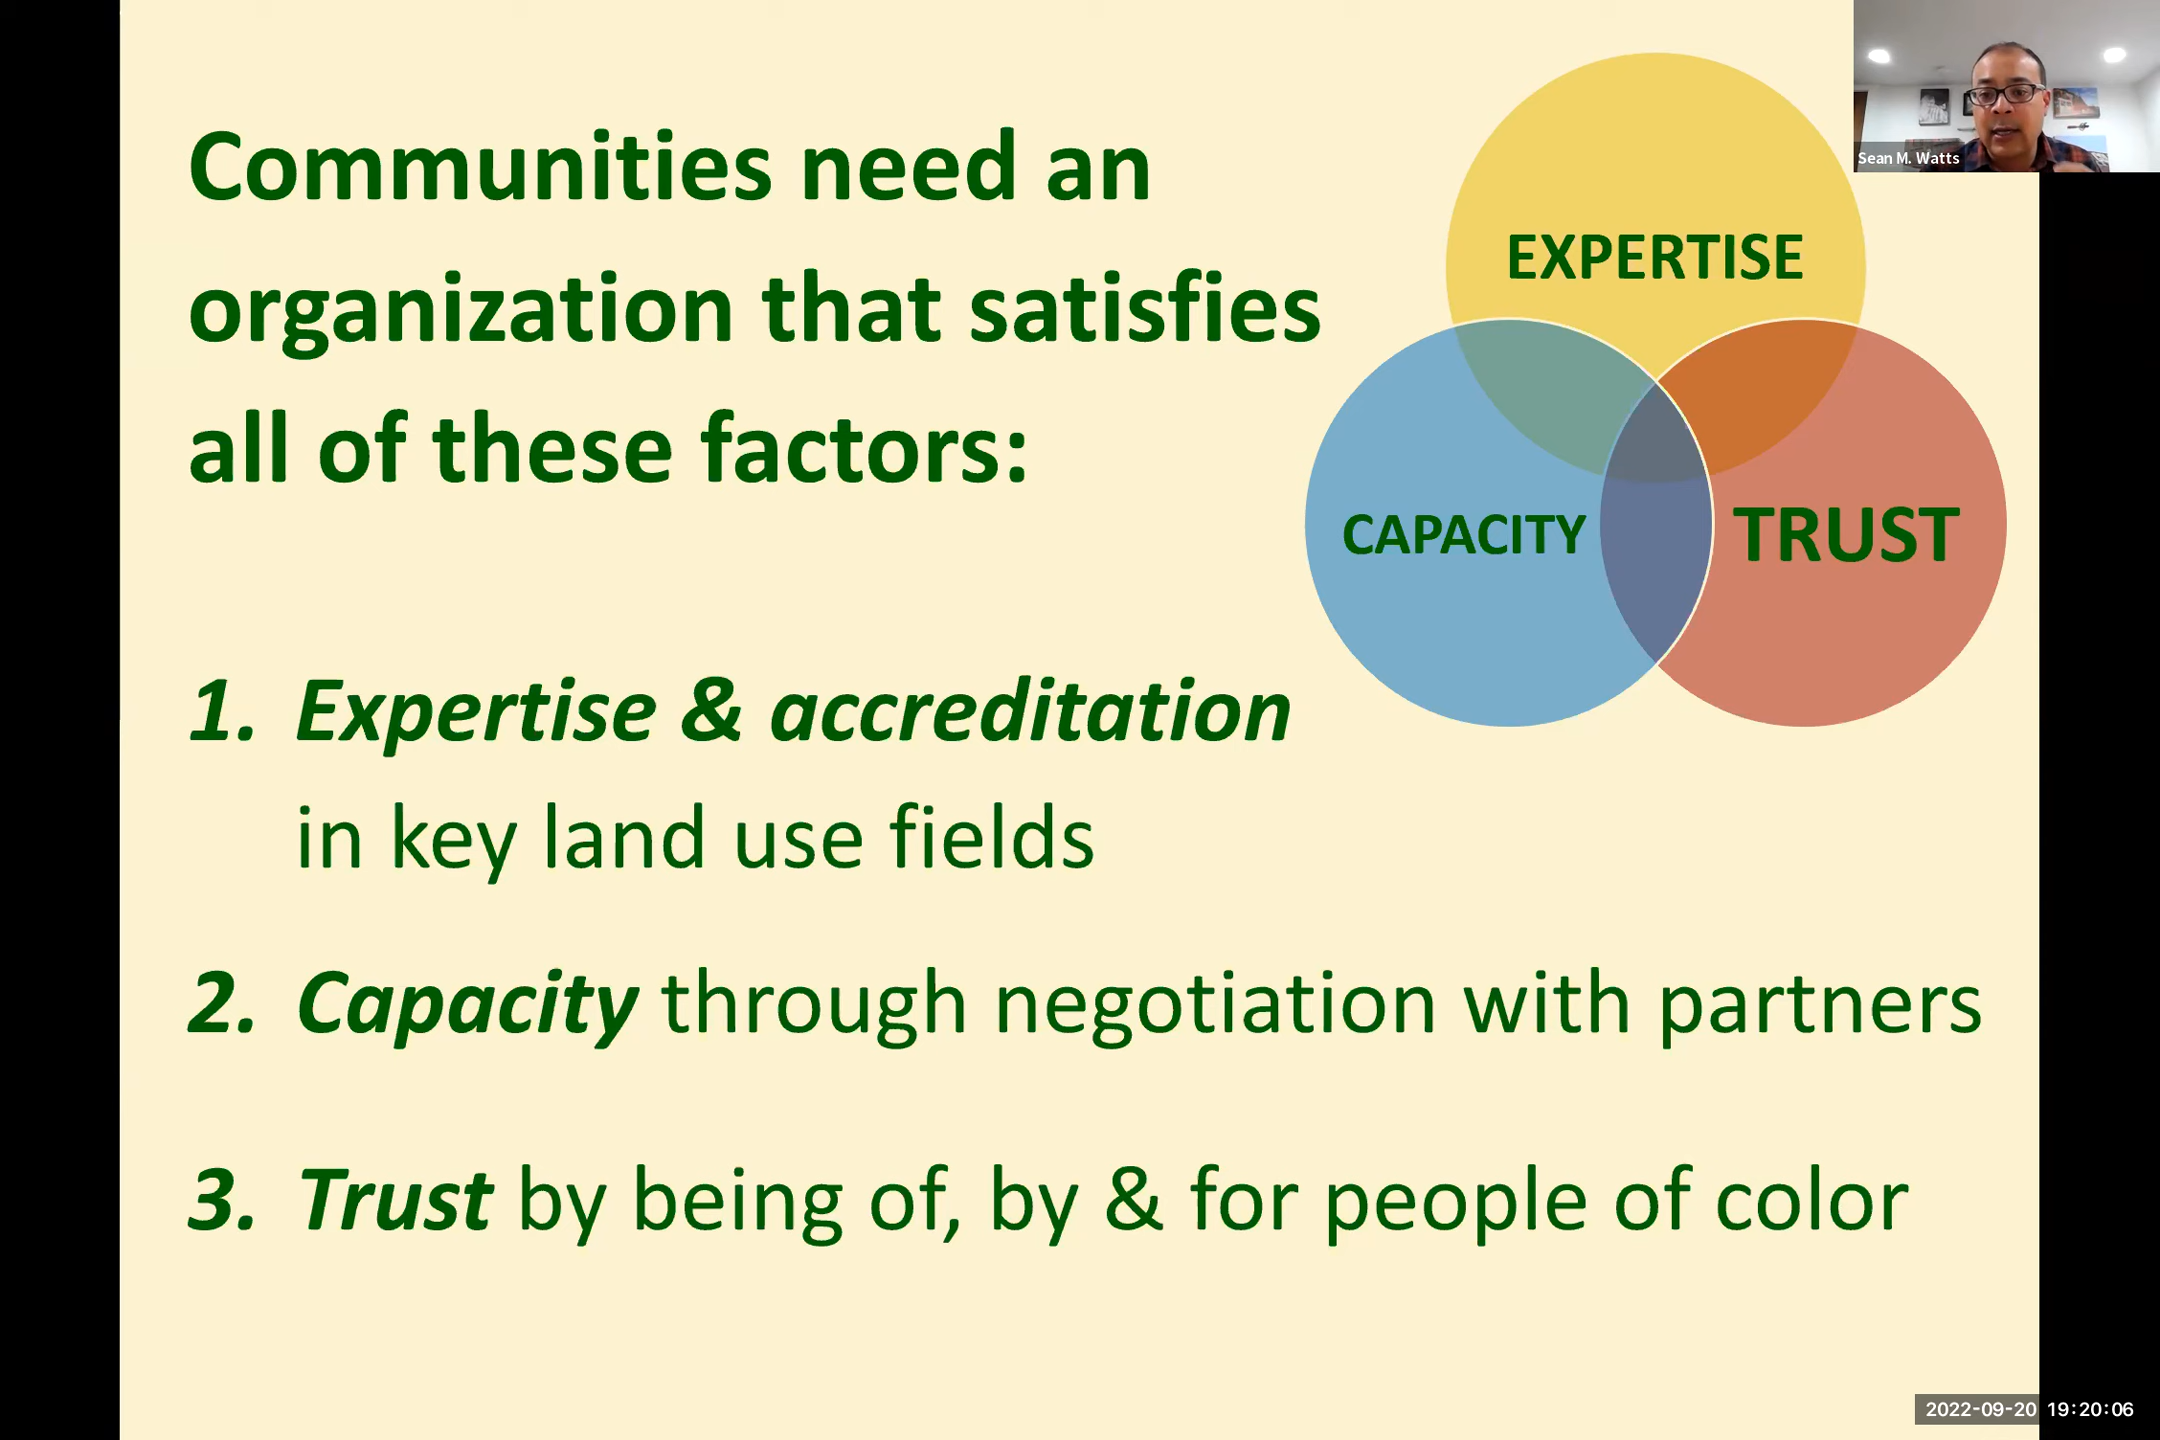 Communities need an
organization that satisfies
all of these factors:
EXPERTISE
CAPACITY
TRUST
Sean M. Watts
1. Expertise & accreditation
in key land use fields
2. Capacity through negotiation with partners
3. Trust by being of, by & for people of color
2022-09-20 19:20:06